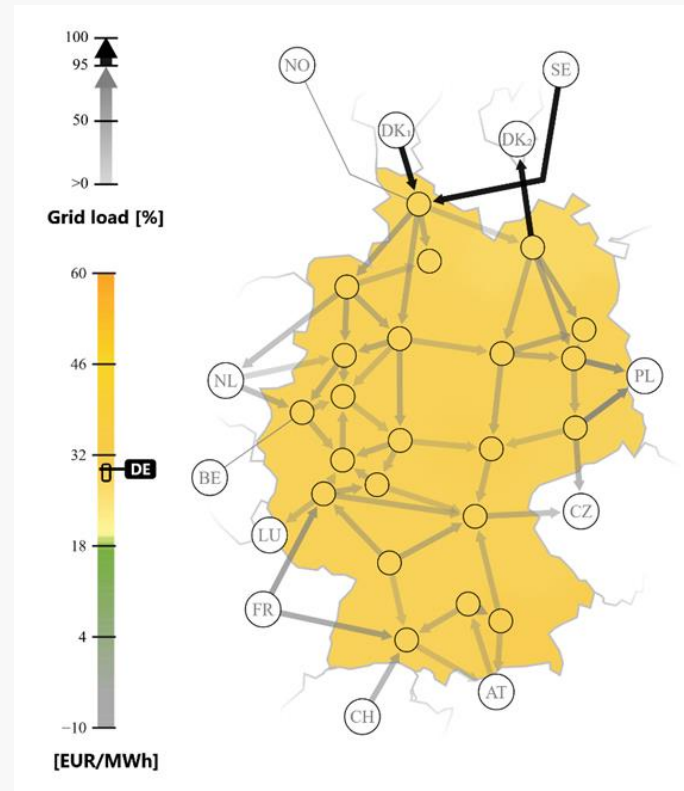 100
95
50
>0
Grid load [%]
60
46
32
DE
18
4
−10
[EUR/MWh]
NO
SE
DK₁
DK₂
NL
PL
BE
CZ
LU
FR
AT
CH